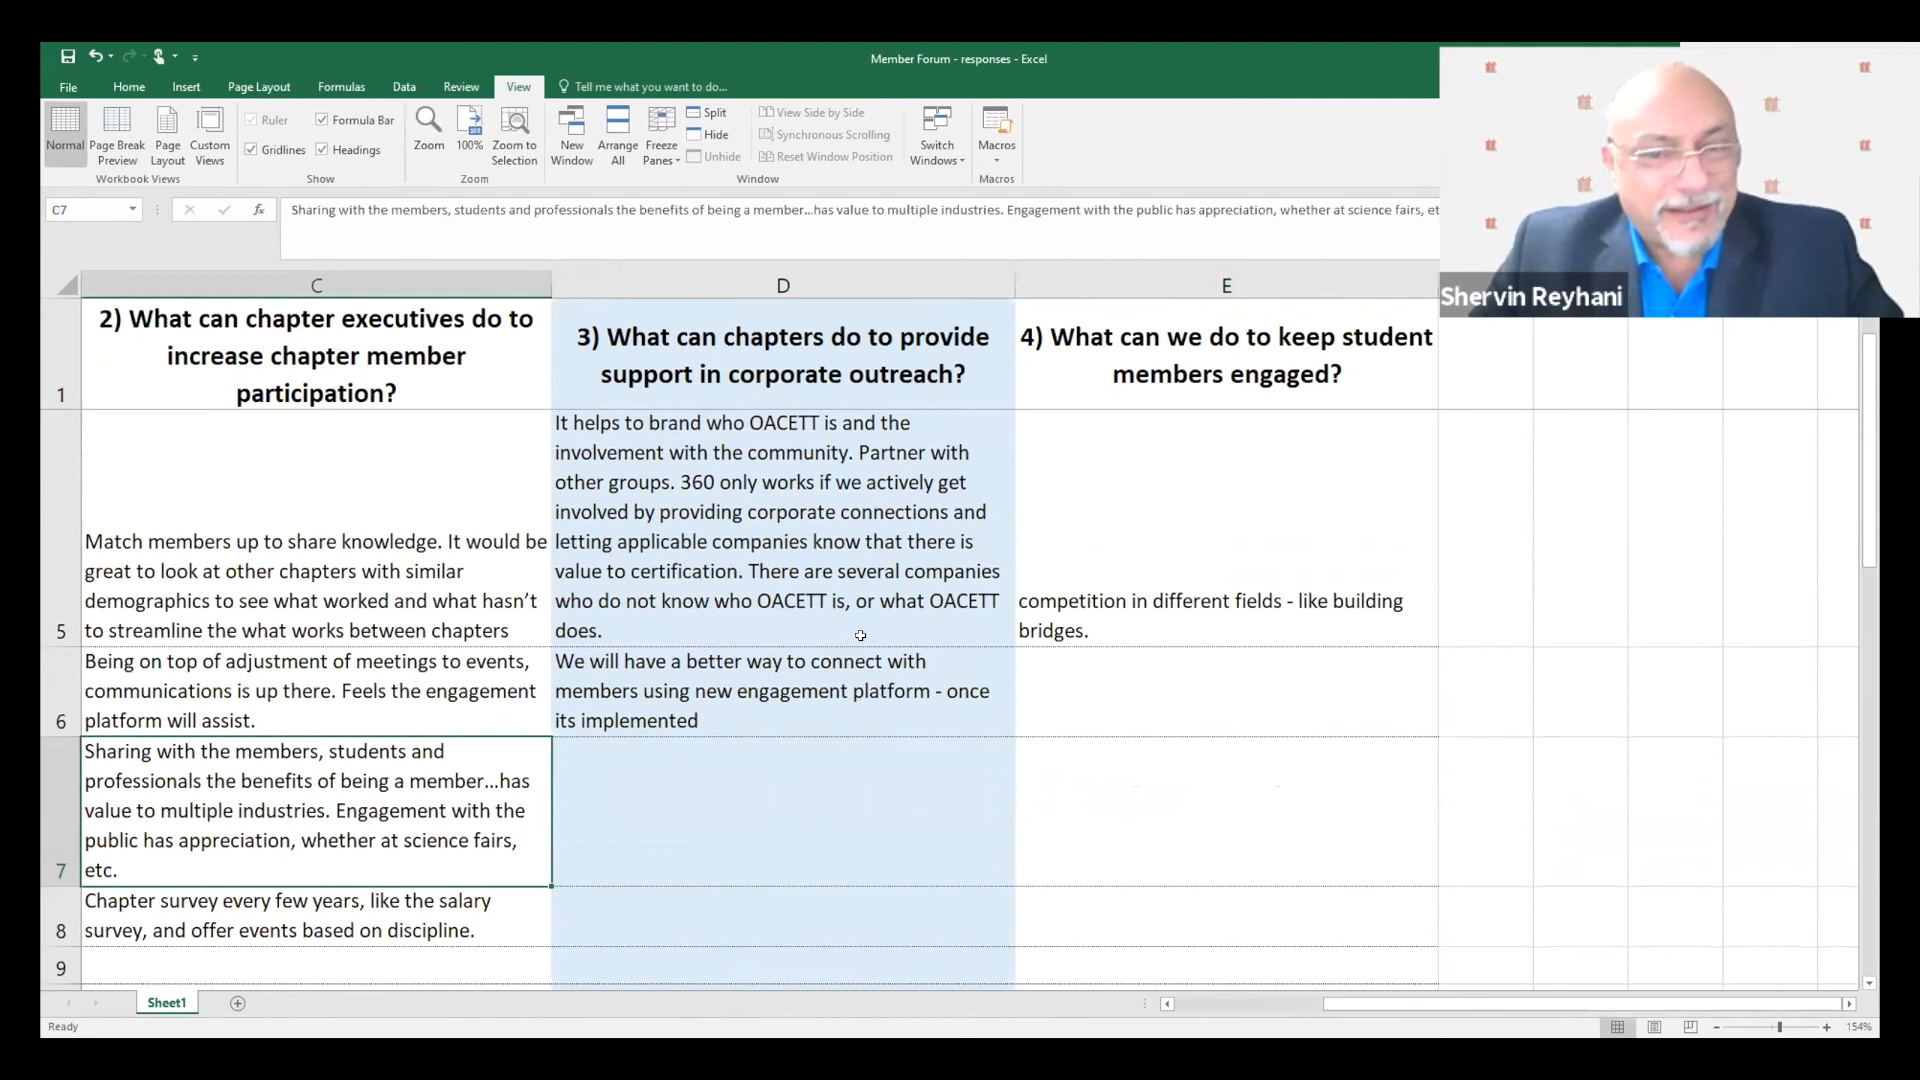 Member Forum - responses - Excel
File Home Insert Page Layout Formulas Data Review View Tell me what you want to do...
Normal
Page Break
Preview
Page
Layout
Custom
Views
Workbook Views
Ruler
Formula Bar
Gridlines
Headings
Show
Zoom
100%
Zoom to
Selection
Zoom
New
Window
Arrange
All
Freeze
Panes
Split
Hide
Unhide
View Side by Side
Synchronous Scrolling
Reset Window Position
Window
Switch
Windows
Macros
Macros
Shervin Reyhani
C7
fx
Sharing with the members, students and professionals the benefits of being a member...has value to multiple industries. Engagement with the public has appreciation, whether at science fairs, et
C D E
1
2) What can chapter executives do to
increase chapter member
participation?
3) What can chapters do to provide
support in corporate outreach?
4) What can we do to keep student
members engaged?
5
Match members up to share knowledge. It would be
great to look at other chapters with similar
demographics to see what worked and what hasn't
to streamline the what works between chapters
It helps to brand who OACETT is and the
involvement with the community. Partner with
other groups. 360 only works if we actively get
involved by providing corporate connections and
letting applicable companies know that there is
value to certification. There are several companies
who do not know who OACETT is, or what OACETT
does.
competition in different fields - like building
bridges.
6
Being on top of adjustment of meetings to events,
communications is up there. Feels the engagement
platform will assist.
We will have a better way to connect with
members using new engagement platform - once
its implemented
7
Sharing with the members, students and
professionals the benefits of being a member...has
value to multiple industries. Engagement with the
public has appreciation, whether at science fairs,
etc.
8
Chapter survey every few years, like the salary
survey, and offer events based on discipline.
9
Sheet1
Ready
154%